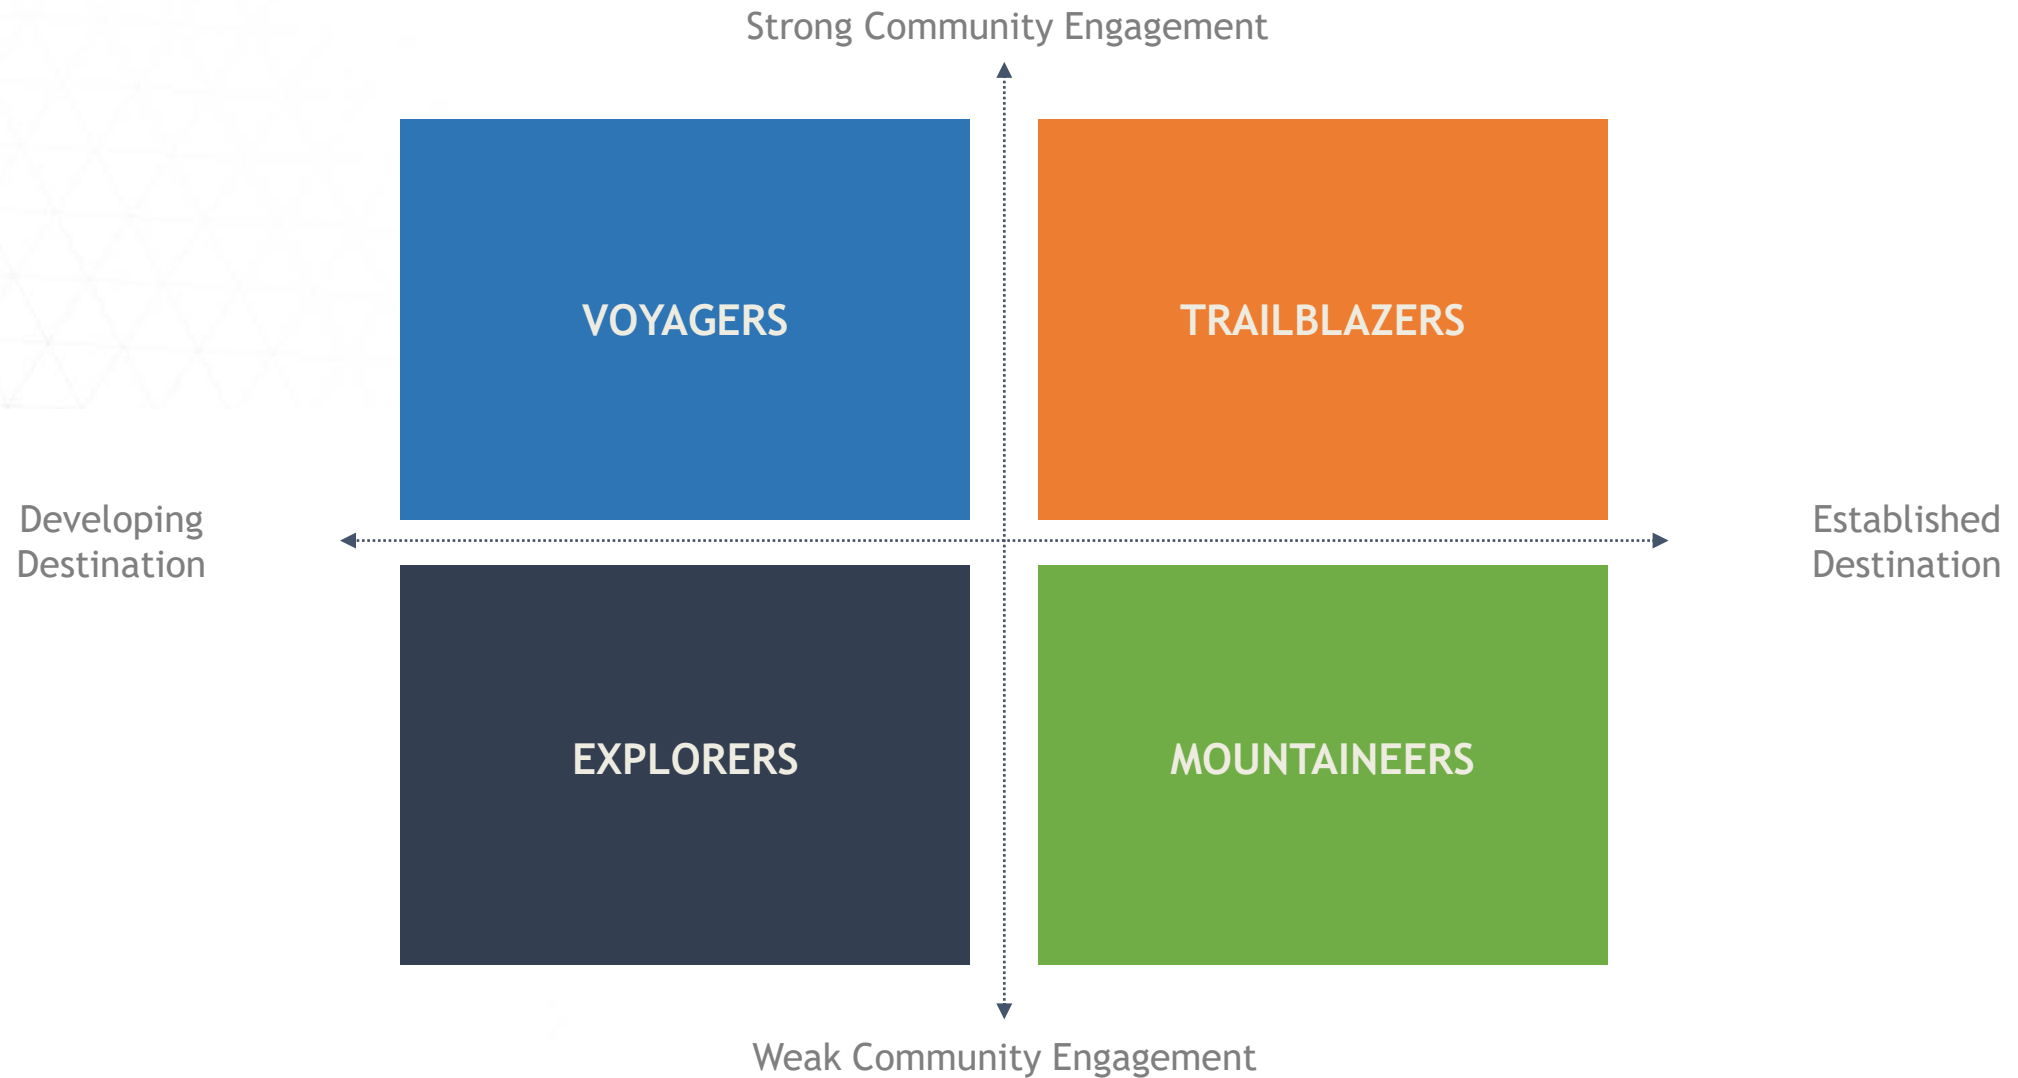 Strong Community Engagement
VOYAGERS
TRAILBLAZERS
Developing
Destination
Established
Destination
EXPLORERS
MOUNTAINEERS
Weak Community Engagement